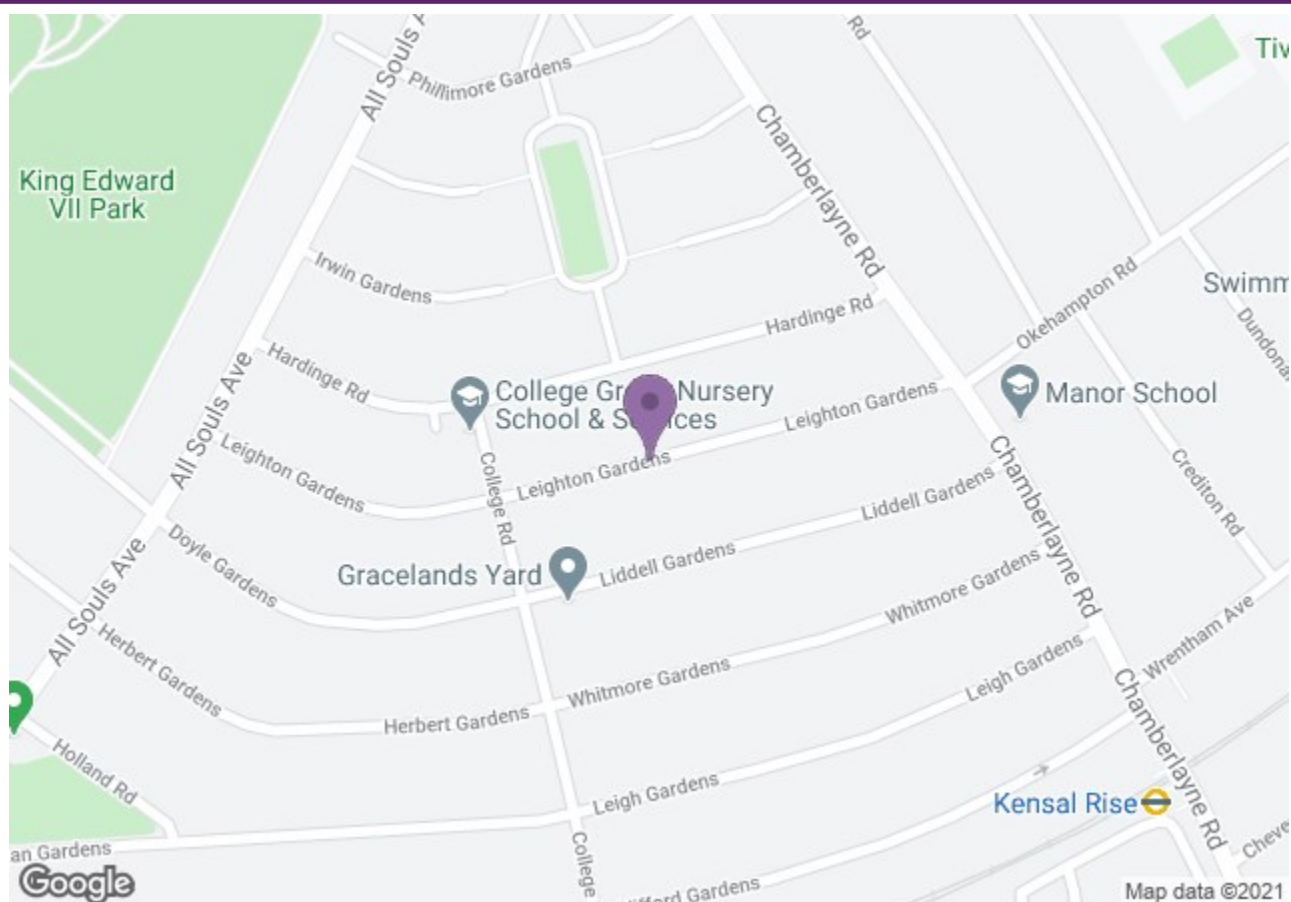 All Souls A
Phillimore Gardens
Rd
Tiv
Chamberlayne Rd
King Edward
VII Park
Irwin Gardens
Hardinge Rd
Okehampton Rd
Swimm
Dundona
Hardinge Rd
All Souls Ave
College Nursery
School &
Manor School
Leighton Gardens
Leighton Gardens
Leighton Gardens
College Rd
Crediton Rd
Chamberlayne Rd
Liddell Gardens
Doyle Gardens
Gracelands Yard
Liddell Gardens
All Souls Ave
Whitmore Gardens
Wrentham Ave
Herbert Gardens
Whitmore Gardens
Leigh Gardens
Herbert Gardens
Chamberlayne Rd
Holland Rd
Leigh Gardens
Kensal Rise
an Gardens
College
Cheve
fford Gardens
Google
Map data ©2021